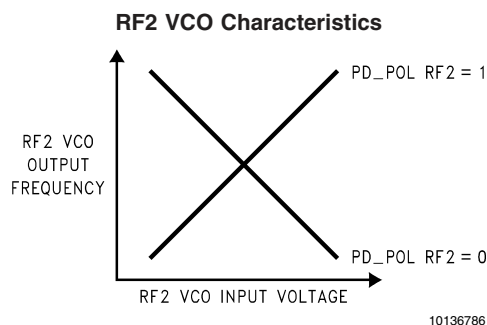 RF2 VCO Characteristics
PD_POL RF2 = 1
RF2 VCO
OUTPUT
FREQUENCY
PD_POL RF2 = 0
RF2 VCO INPUT VOLTAGE
10136786